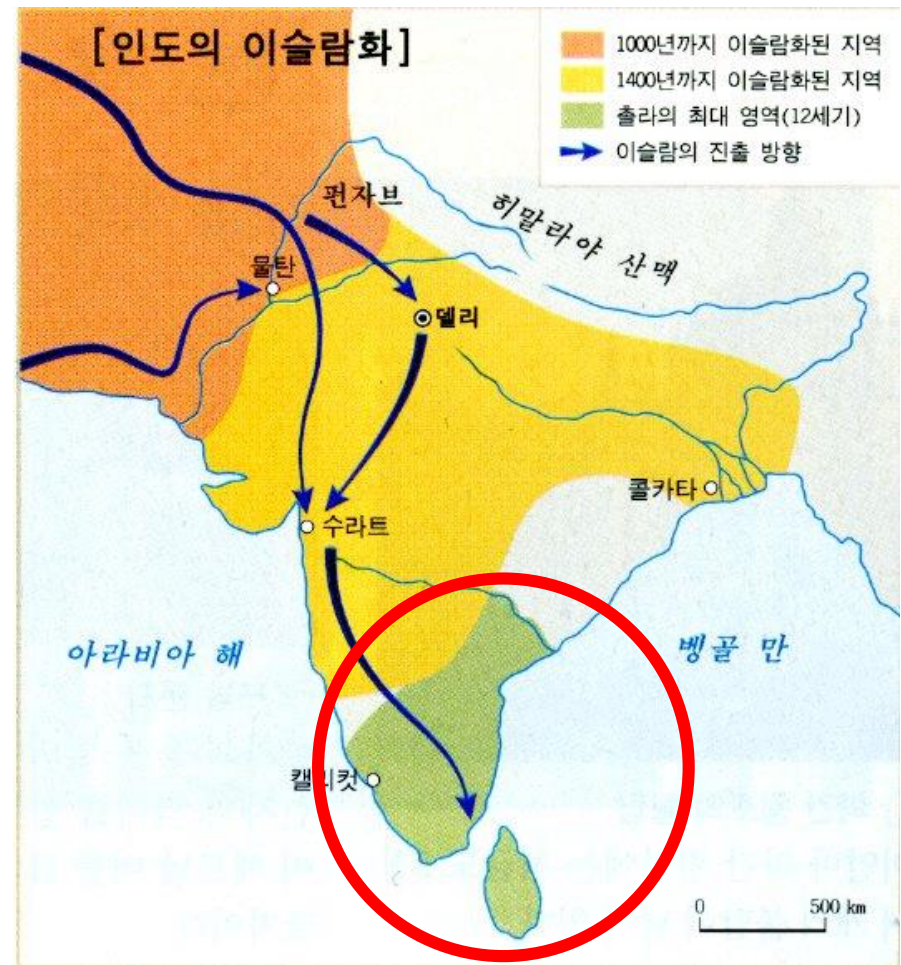 [인도의 이슬람화]
1000년까지 이슬람화된 지역
1400년까지 이슬람화된 지역
촐라의 최대 영역(12세기)
이슬람의 진출 방향
펀자브
히말라야 산맥
물탄
델리
콜카타
수라트
아라비아 해
벵골 만
캘리컷
0 500 km